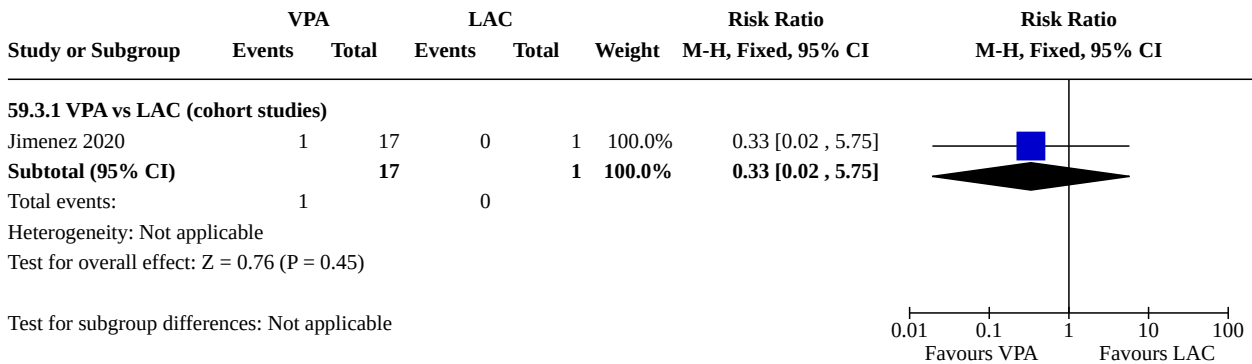 VPA LAC Risk Ratio Risk Ratio
Study or Subgroup Events Total Events Total Weight M-H, Fixed, 95% CI M-H, Fixed, 95% CI
59.3.1 VPA vs LAC (cohort studies)
Jimenez 2020 1 17 0 1 100.0% 0.33 [0.02 , 5.75]
Subtotal (95% CI) 17 1 100.0% 0.33 [0.02 , 5.75]
Total events: 1 0
Heterogeneity: Not applicable
Test for overall effect: Z = 0.76 (P = 0.45)
Test for subgroup differences: Not applicable
0.01 0.1 1 10 100
Favours VPA Favours LAC